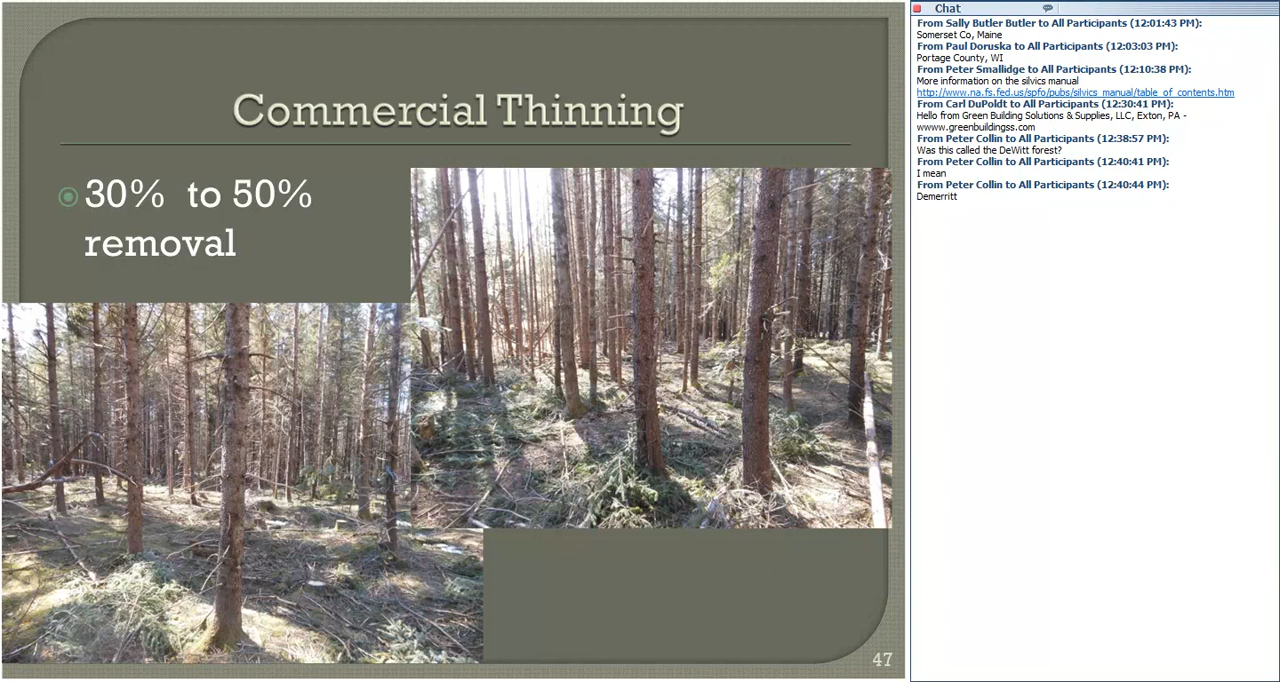 Commercial Thinning
30% to 50%
removal
47
Chat
From Sally Butler Butler to All Participants (12:01:43 PM):
Somerset Co, Maine
From Paul Doruska to All Participants (12:03:03 PM):
Portage County, WI
From Peter Smallidge to All Participants (12:10:38 PM):
More information on the silvics manual
http://www.na.fs.fed.us/spfo/pubs/silvics_manual/table_of_contents.htm
From Carl DuPoldt to All Participants (12:30:41 PM):
Hello from Green Building Solutions & Supplies, LLC, Exton, PA -
wwww.greenbuildingss.com
From Peter Collin to All Participants (12:38:57 PM):
Was this called the DeWitt forest?
From Peter Collin to All Participants (12:40:41 PM):
I mean
From Peter Collin to All Participants (12:40:44 PM):
Demerritt